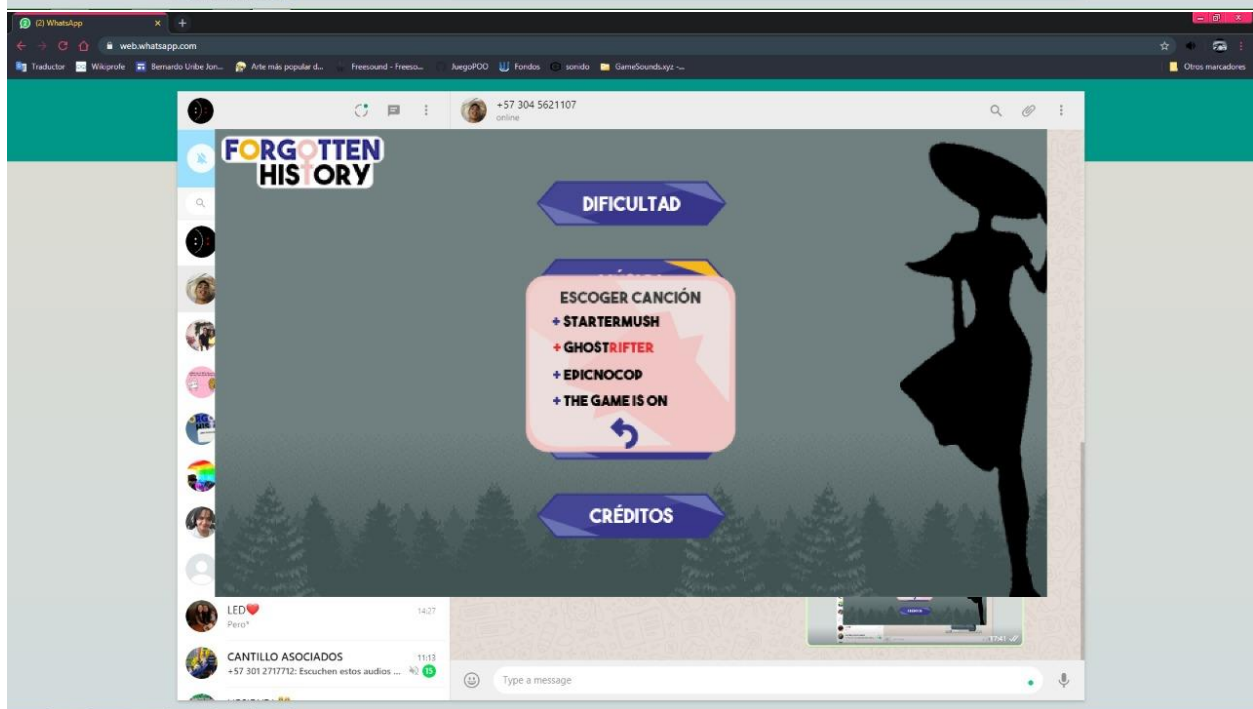 (2) WhatsApp
web.whatsapp.com
Traductor
Wikiprofe
Bernardo Uribe Jon...
Arte más popular d...
Freesound - Freeso...
JuegoPOO
Fondos
sonido
GameSounds.xyz -...
Otros marcadores
+57 304 5621107
online
FORGOTTEN
HISTORY
DIFICULTAD
ESCOGER CANCIÓN
+ STARTERMUSH
+ GHOSTRIFTER
+ EPICNOCOP
+ THE GAME IS ON
CRÉDITOS
LED❤️ 14:27
Pero*
17:41
CANTILLO ASOCIADOS 11:13
+57 301 2717712: Escuchen estos audios ... 15
Type a message